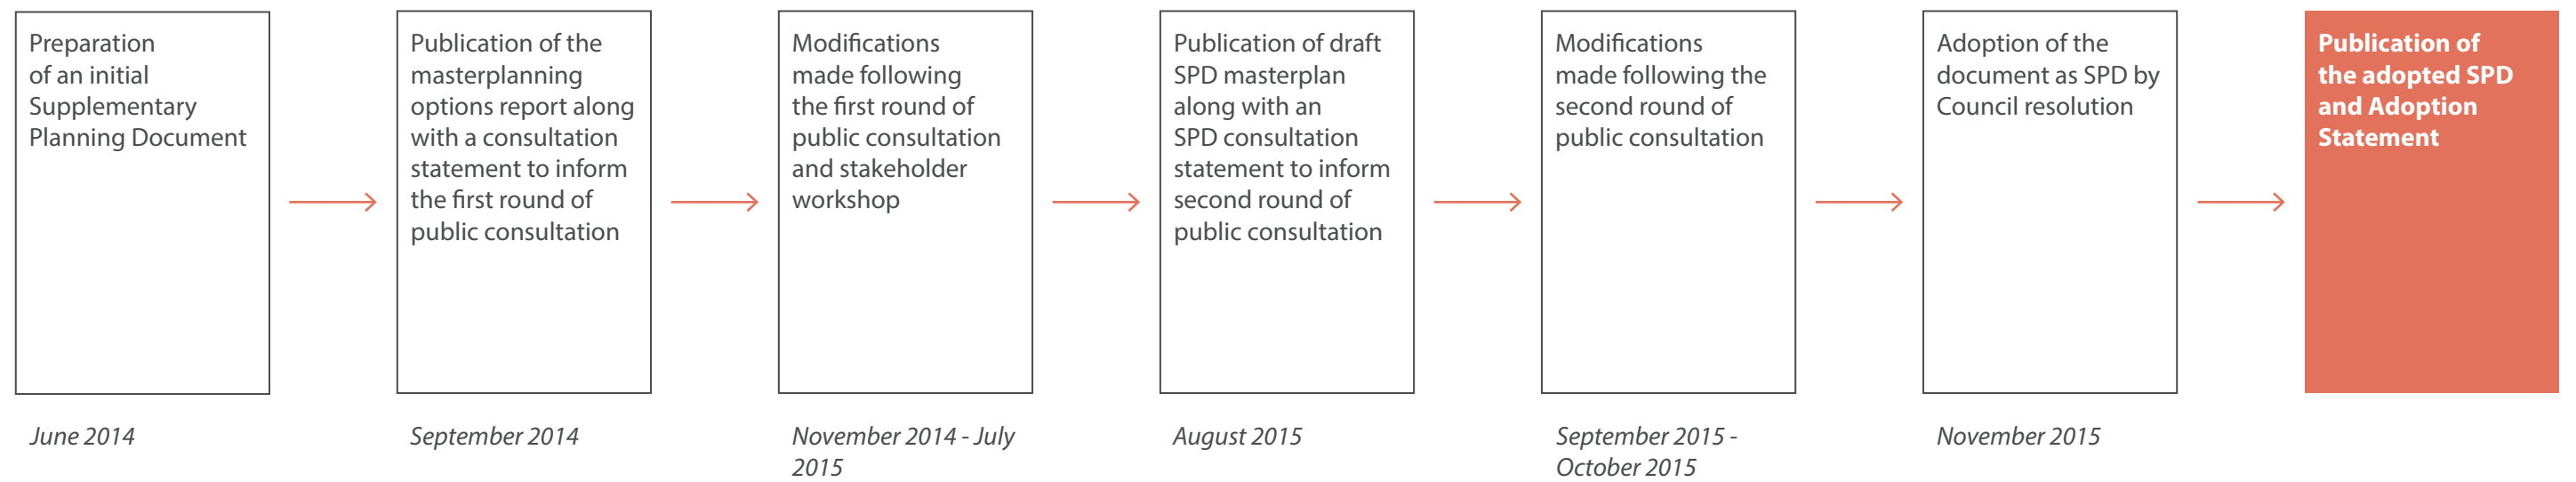 Preparation
of an initial
Supplementary
Planning Document
June 2014
Publication of the
masterplanning
options report along
with a consultation
statement to inform
the first round of
public consultation
September 2014
Modifications
made following
the first round of
public consultation
and stakeholder
workshop
November 2014 - July
2015
Publication of draft
SPD masterplan
along with an
SPD consultation
statement to inform
second round of
public consultation
August 2015
Modifications
made following the
second round of
public consultation
September 2015 -
October 2015
Adoption of the
document as SPD by
Council resolution
November 2015
Publication of
the adopted SPD
and Adoption
Statement